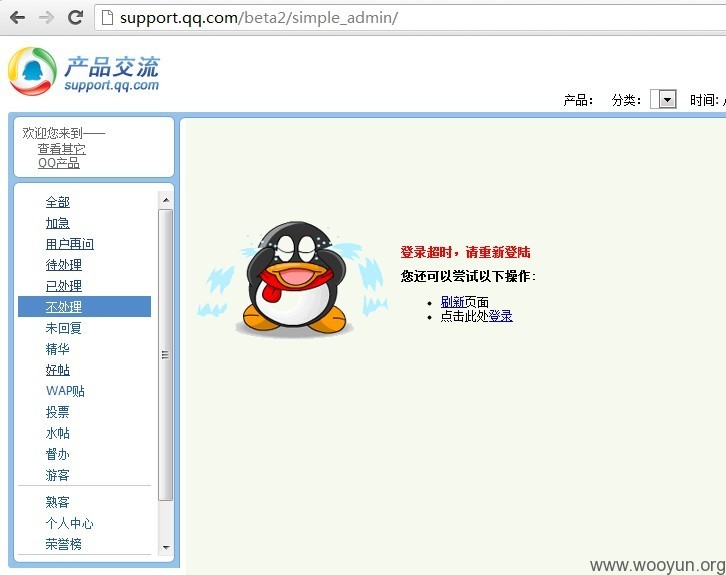 support.qq.com/beta2/simple_admin/
产品交流
support.qq.com
产品： 分类： 时间：
欢迎您来到——
查看其它
QQ产品
全部
加急
用户再问
待处理
已处理
不处理
未回复
精华
好帖
WAP贴
投票
水帖
督办
游客
熟客
个人中心
荣誉榜
登录超时，请重新登陆
您还可以尝试以下操作：
刷新页面
点击此处登录
www.wooyun.org